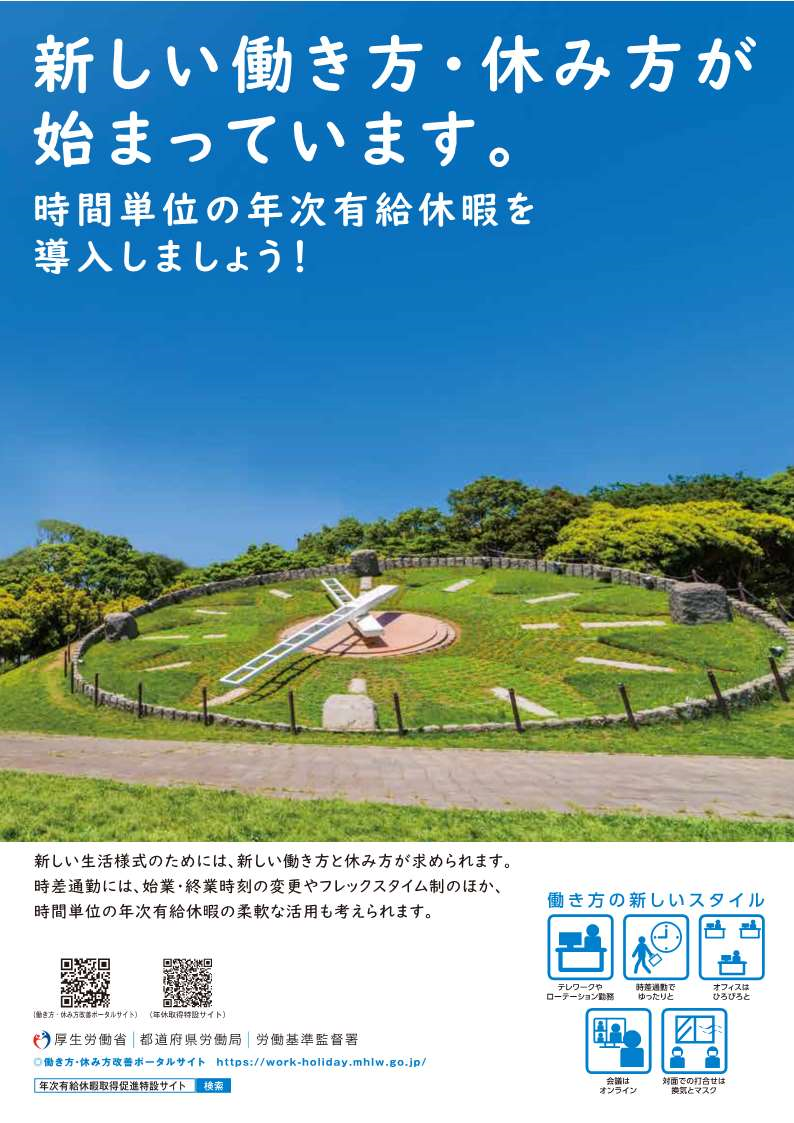 新しい働き方・休み方が
始まっています。
時間単位の年次有給休暇を
導入しましょう!
新しい生活様式のためには、新しい働き方と休み方が求められます。
時差通勤には、始業・終業時刻の変更やフレックスタイム制のほか、
時間単位の年次有給休暇の柔軟な活用も考えられます。
(働き方・休み方改善ポータルサイト)
(年休取得特設サイト)
厚生労働省 都道府県労働局 労働基準監督署
◎働き方・休み方改善ポータルサイト https://work-holiday.mhlw.go.jp/
年次有給休暇取得促進特設サイト 検索
働き方の新しいスタイル
テレワークや
ローテーション勤務
時差通勤で
ゆったりと
オフィスは
ひろびろと
会議は
オンライン
対面での打合せは
換気とマスク